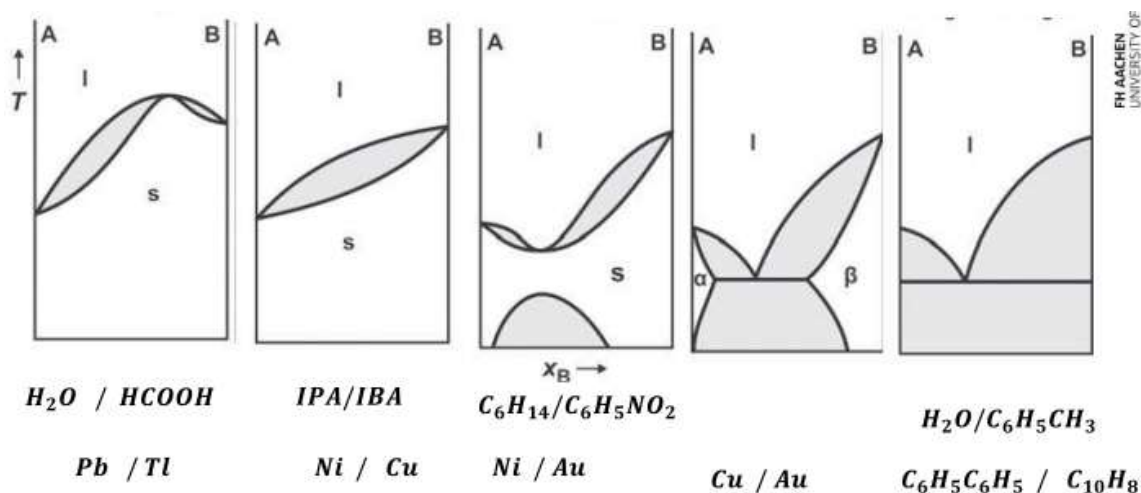 FH AACHEN
UNIVERSITY OF
A B A B A B A B A B
↑ T
l l l l l
s s s α β
x_B →
H₂O / HCOOH IPA/IBA C₆H₁₄/C₆H₅NO₂ H₂O/C₆H₅CH₃
Pb / Tl Ni / Cu Ni / Au Cu / Au C₆H₅C₆H₅ / C₁₀H₈